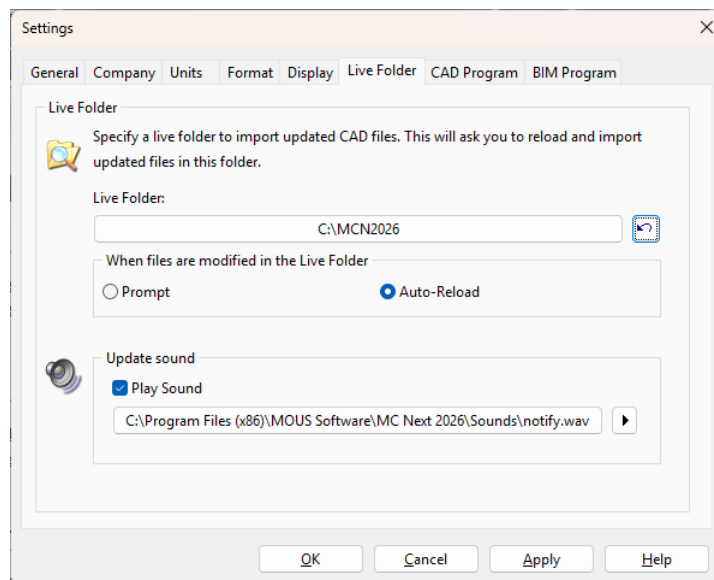 Settings
General Company Units Format Display Live Folder CAD Program BIM Program
Live Folder
Specify a live folder to import updated CAD files. This will ask you to reload and import
updated files in this folder.
Live Folder:
C:\MCN2026
When files are modified in the Live Folder
Prompt Auto-Reload
Update sound
Play Sound
C:\Program Files (x86)\MOUS Software\MC Next 2026\Sounds\notify.wav
OK Cancel Apply Help